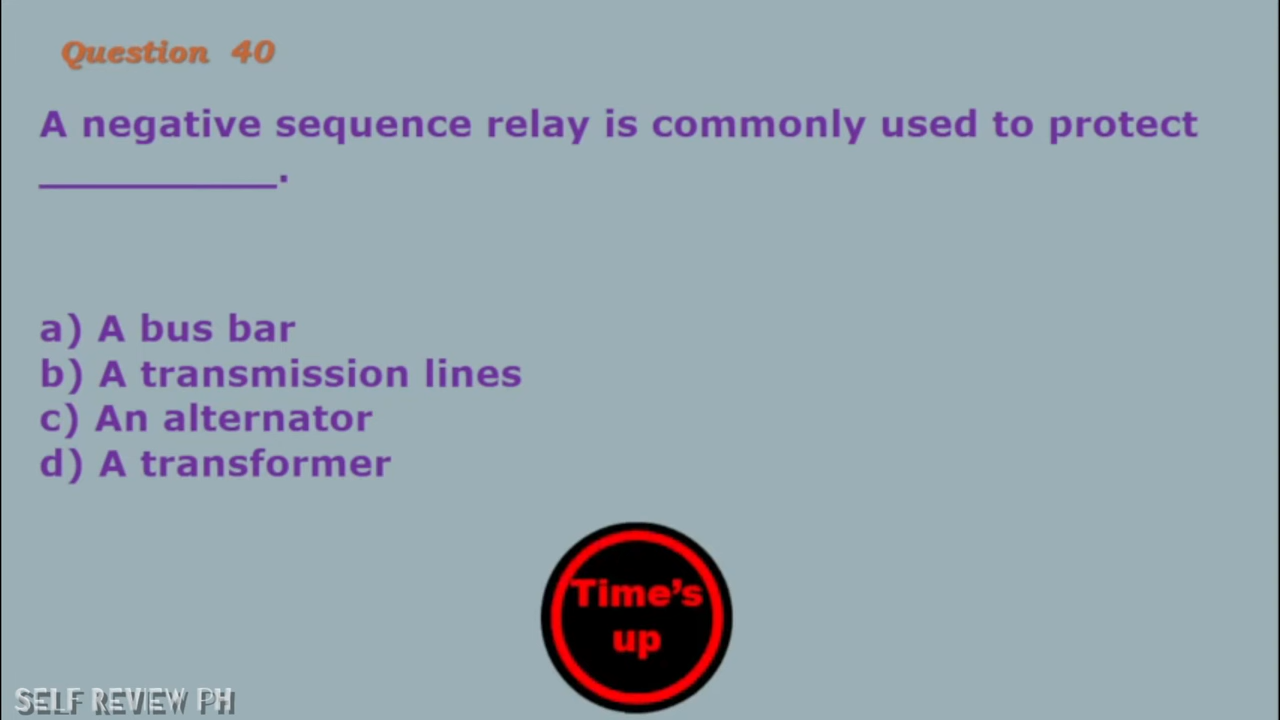 Question 40
A negative sequence relay is commonly used to protect
____________.
a) A bus bar
b) A transmission lines
c) An alternator
d) A transformer
Time's
up
SELF REVIEW PH